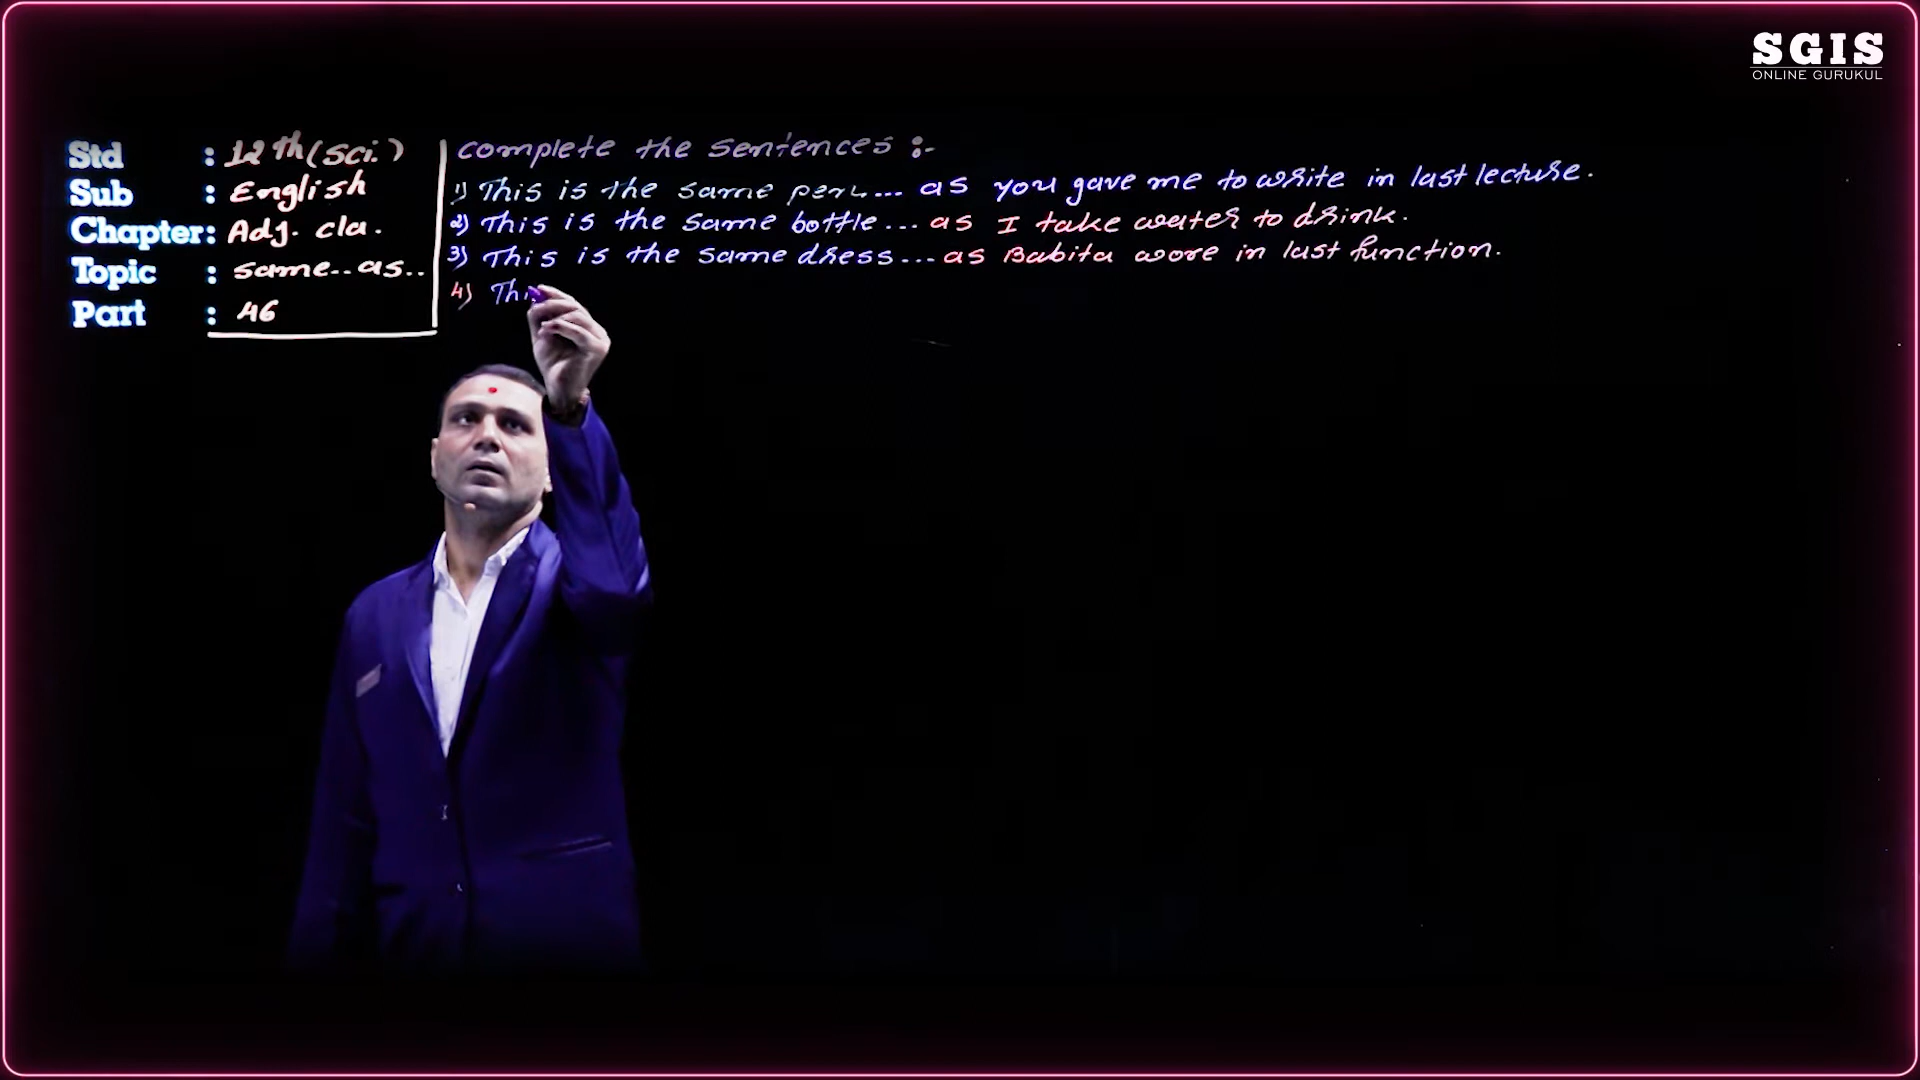 SGIS
ONLINE GURUKUL
Std : 12th (sci.)
Sub : English
Chapter : Adj. cla.
Topic : same..as..
Part : 46
complete the sentences :-
1) This is the same pen... as you gave me to write in last lecture.
2) This is the same bottle... as I take water to drink.
3) This is the same dress... as Babita wore in last function.
4) Thi